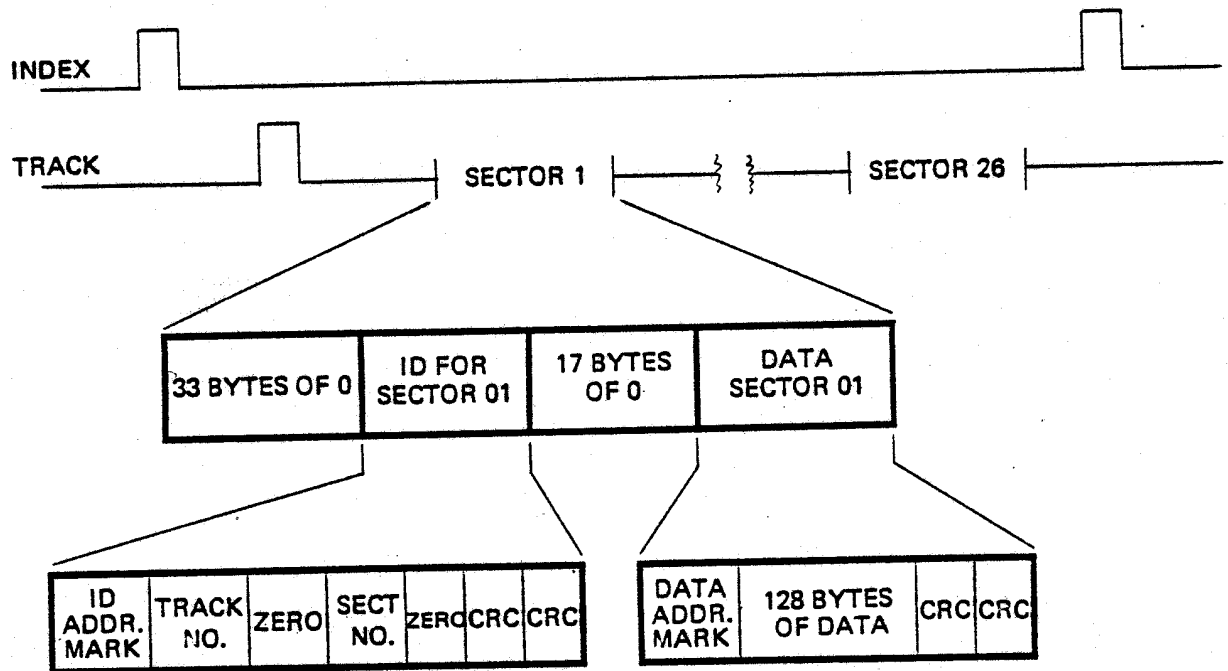 INDEX
TRACK
SECTOR 1
SECTOR 26
33 BYTES OF 0
ID FOR
SECTOR 01
17 BYTES
OF 0
DATA
SECTOR 01
ID
ADDR.
MARK
TRACK
NO.
ZERO
SECT
NO.
ZERO
CRC
CRC
DATA
ADDR.
MARK
128 BYTES
OF DATA
CRC
CRC